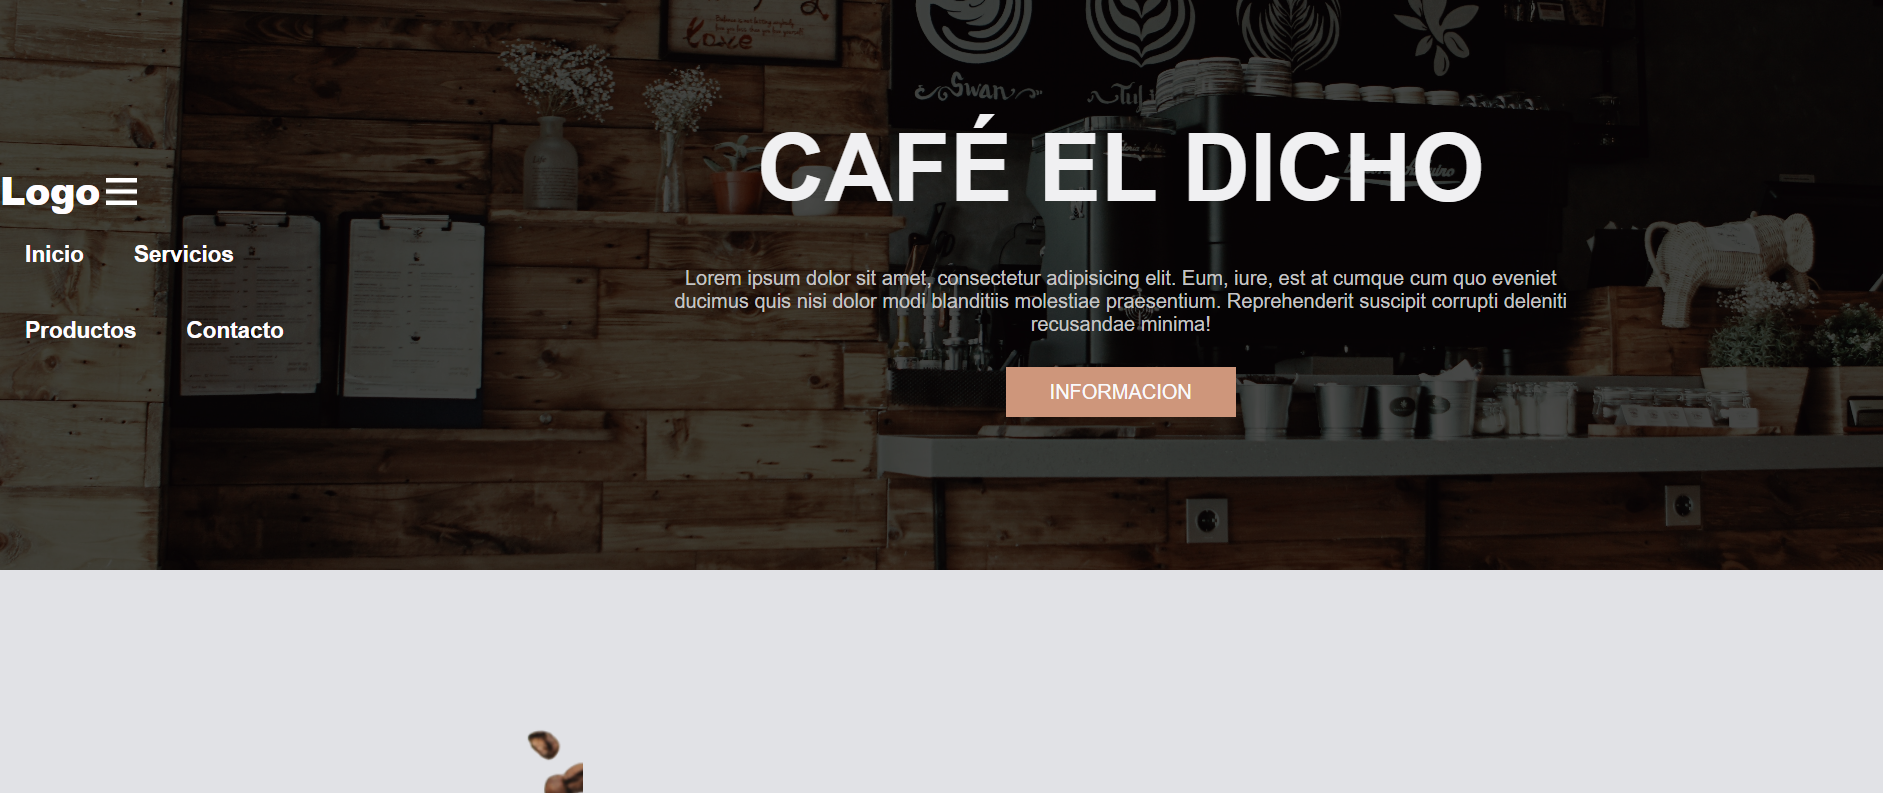 Love
Swan
CAFÉ EL DICHO
Logo
Inicio Servicios
Productos Contacto
Lorem ipsum dolor sit amet, consectetur adipisicing elit. Eum, iure, est at cumque cum quo eveniet
ducimus quis nisi dolor modi blanditiis molestiae praesentium. Reprehenderit suscipit corrupti deleniti
recusandae minima!
INFORMACION